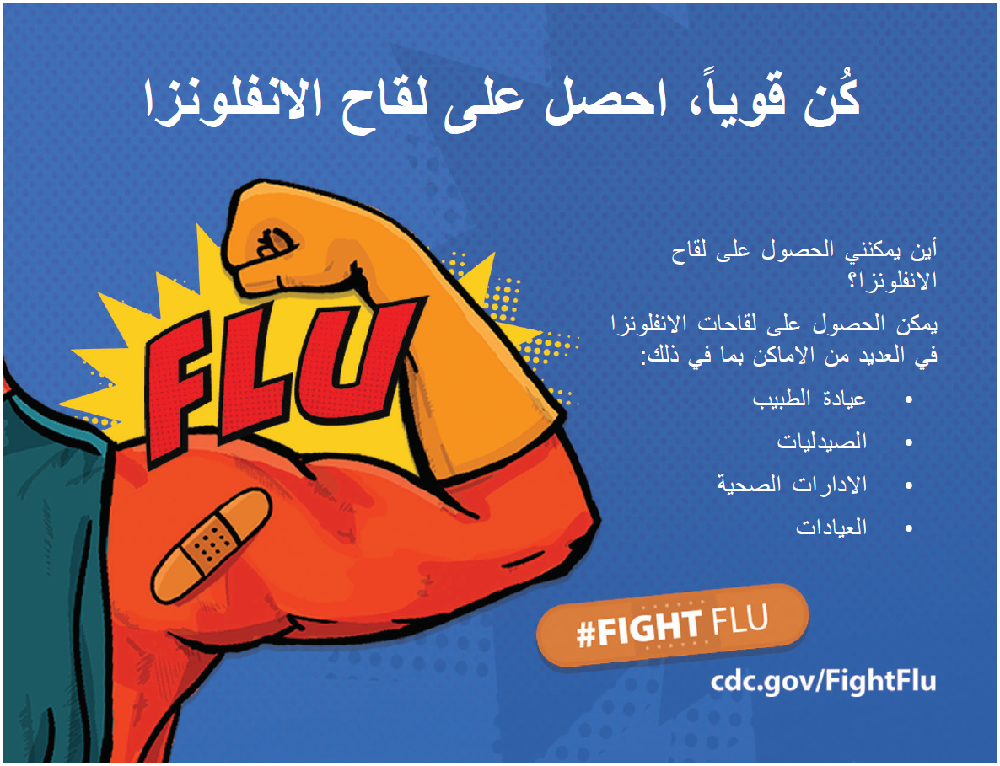 كُن قوياً، احصل على لقاح الانفلونزا
FLU
أين يمكنني الحصول على لقاح
الانفلونزا؟
يمكن الحصول على لقاحات الانفلونزا
في العديد من الاماكن بما في ذلك:
• عيادة الطبيب
• الصيدليات
• الادارات الصحية
• العيادات
#FIGHT FLU
cdc.gov/FightFlu